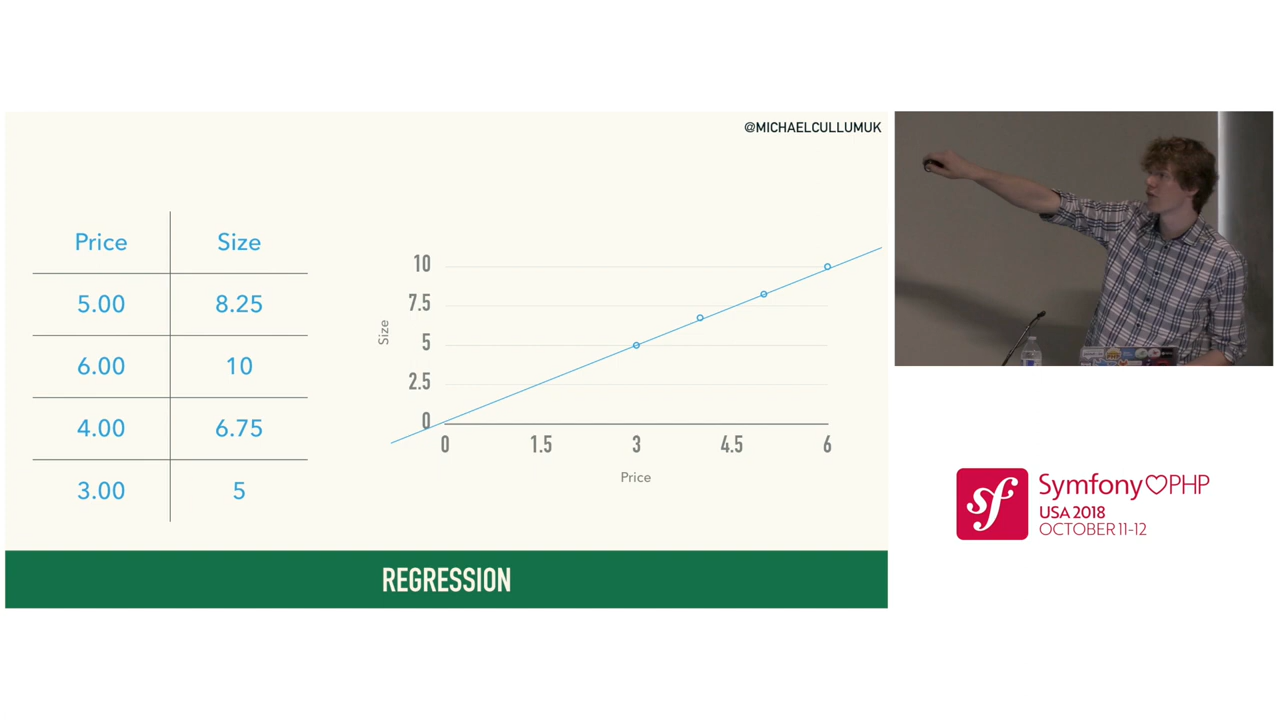 @MICHAELCULLUMUK
Price Size
5.00 8.25
6.00 10
4.00 6.75
3.00 5
10
7.5
5
2.5
0
Size
0 1.5 3 4.5 6
Price
REGRESSION
sf
Symfony♡PHP
USA 2018
OCTOBER 11-12